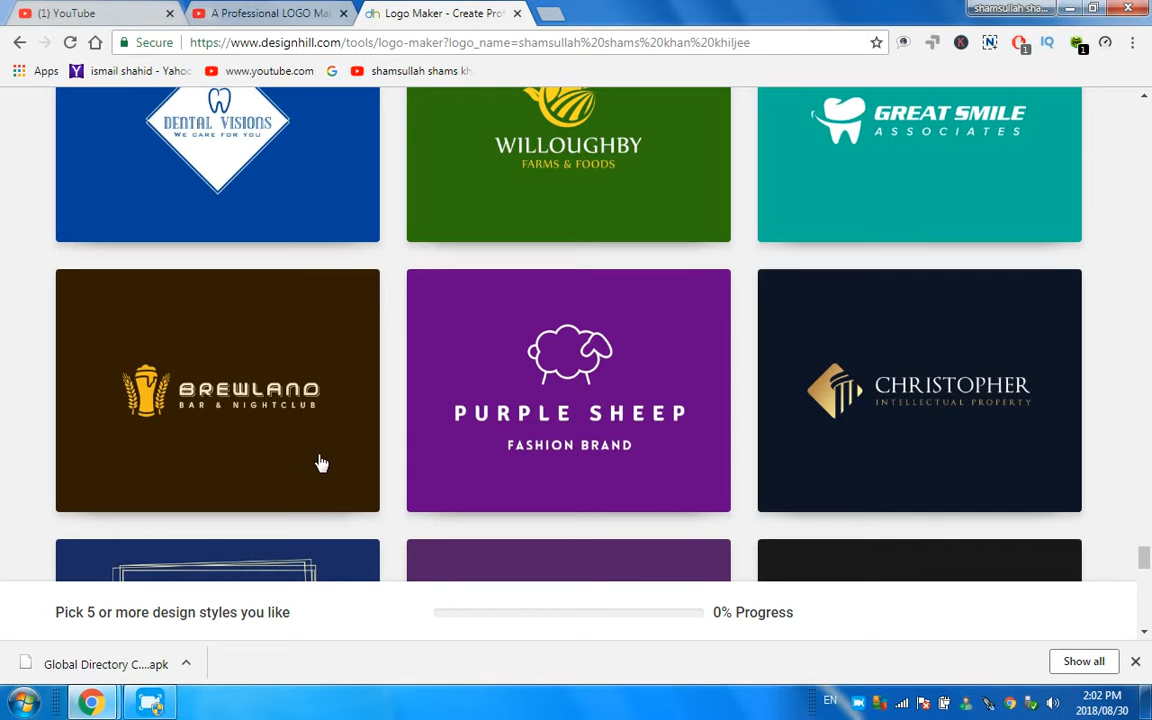 (1) YouTube
A Professional LOGO Ma
Logo Maker - Create Pro
shamsullah sha...
Secure
https://www.designhill.com/tools/logo-maker?logo_name=shamsullah%20shams%20khan%20khiljee
1
1
Apps
ismail shahid - Yahoo
www.youtube.com
shamsullah shams kh
DENTAL VISIONS
WE CARE FOR YOU
WILLOUGHBY
FARMS & FOODS
GREAT SMILE
ASSOCIATES
BREWLAND
BAR & NIGHTCLUB
PURPLE SHEEP
FASHION BRAND
CHRISTOPHER
INTELLECTUAL PROPERTY
Pick 5 or more design styles you like
0% Progress
Global Directory C....apk
Show all
EN
2:02 PM
2018/08/30